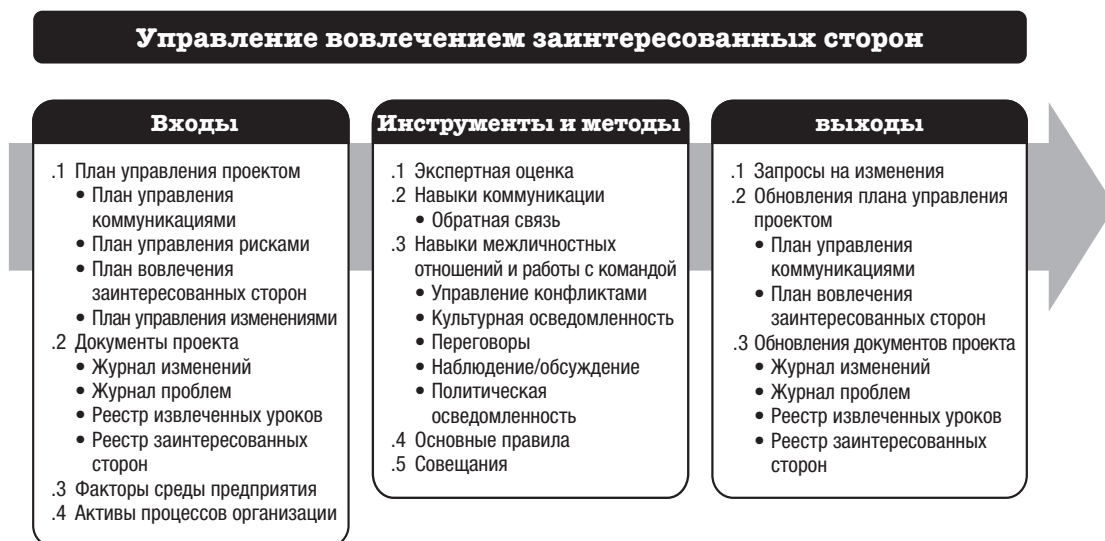 Управление вовлечением заинтересованных сторон
Входы
.1 План управления проектом
• План управления
коммуникациями
• План управления рисками
• План вовлечения
заинтересованных сторон
• План управления изменениями
.2 Документы проекта
• Журнал изменений
• Журнал проблем
• Реестр извлеченных уроков
• Реестр заинтересованных
сторон
.3 Факторы среды предприятия
.4 Активы процессов организации
Инструменты и методы
.1 Экспертная оценка
.2 Навыки коммуникации
• Обратная связь
.3 Навыки межличностных
отношений и работы с командой
• Управление конфликтами
• Культурная осведомленность
• Переговоры
• Наблюдение/обсуждение
• Политическая
осведомленность
.4 Основные правила
.5 Совещания
выходы
.1 Запросы на изменения
.2 Обновления плана управления
проектом
• План управления
коммуникациями
• План вовлечения
заинтересованных сторон
.3 Обновления документов проекта
• Журнал изменений
• Журнал проблем
• Реестр извлеченных уроков
• Реестр заинтересованных
сторон